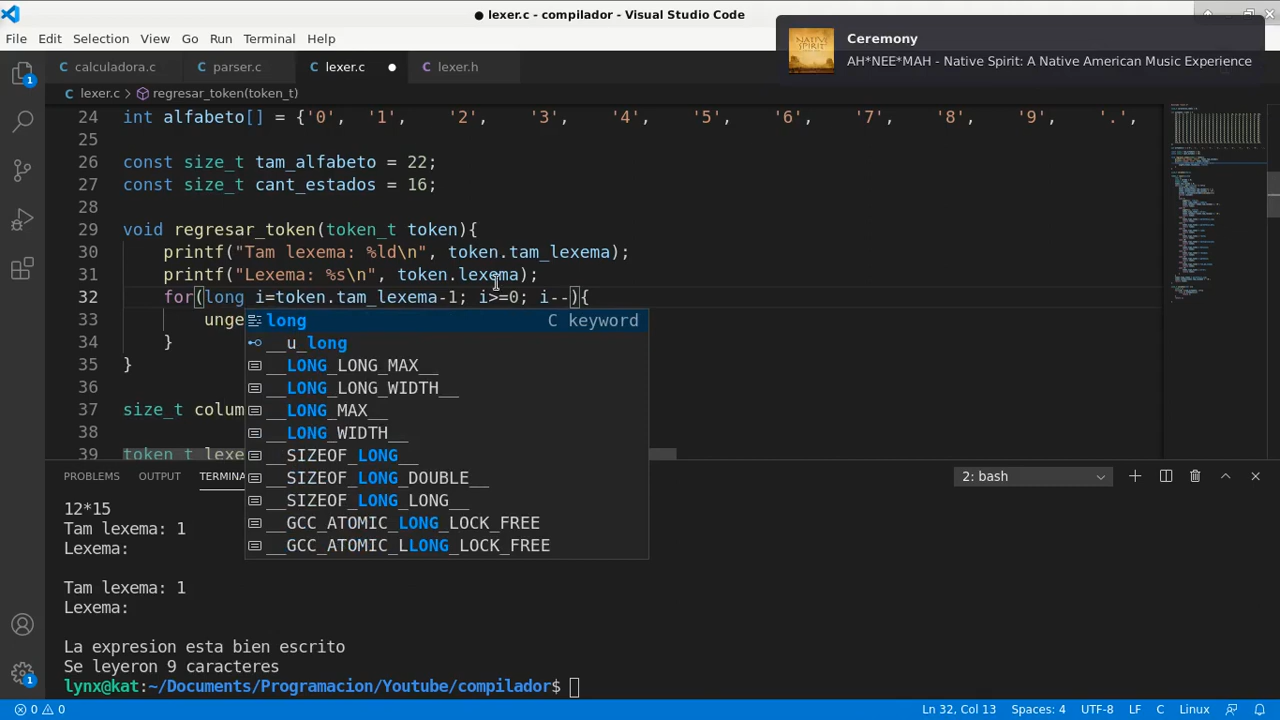 ● lexer.c - compilador - Visual Studio Code
File Edit Selection View Go Run Terminal Help
Ceremony
AH*NEE*MAH - Native Spirit: A Native American Music Experience
calculadora.c parser.c lexer.c ● lexer.h
lexer.c > regresar_token(token_t)
24 int alfabeto[] = {'0', '1', '2', '3', '4', '5', '6', '7', '8', '9', '.',
25
26 const size_t tam_alfabeto = 22;
27 const size_t cant_estados = 16;
28
29 void regresar_token(token_t token){
30 printf("Tam lexema: %ld\n", token.tam_lexema);
31 printf("Lexema: %s\n", token.lexema);
32 for(long i=token.tam_lexema-1; i>=0; i--){
33 unge
34 }
35 }
36
37 size_t colum
38
39 token_t lexe
long C keyword
__u_long
__LONG_LONG_MAX__
__LONG_LONG_WIDTH__
__LONG_MAX__
__LONG_WIDTH__
__SIZEOF_LONG__
__SIZEOF_LONG_DOUBLE__
__SIZEOF_LONG_LONG__
__GCC_ATOMIC_LONG_LOCK_FREE
__GCC_ATOMIC_LLONG_LOCK_FREE
PROBLEMS OUTPUT TERMINA 2: bash
12*15
Tam lexema: 1
Lexema:
Tam lexema: 1
Lexema:
La expresion esta bien escrito
Se leyeron 9 caracteres
lynx@kat:~/Documents/Programacion/Youtube/compilador$
1
1
0 0 Ln 32, Col 13 Spaces: 4 UTF-8 LF C Linux